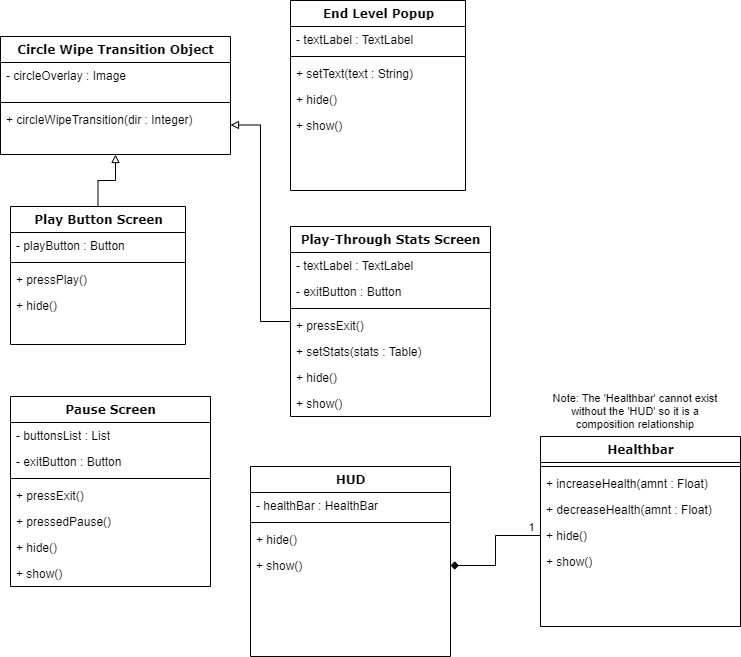 Circle Wipe Transition Object
- circleOverlay : Image
+ circleWipeTransition(dir : Integer)
End Level Popup
- textLabel : TextLabel
+ setText(text : String)
+ hide()
+ show()
Play Button Screen
- playButton : Button
+ pressPlay()
+ hide()
Play-Through Stats Screen
- textLabel : TextLabel
- exitButton : Button
+ pressExit()
+ setStats(stats : Table)
+ hide()
+ show()
Pause Screen
- buttonsList : List
- exitButton : Button
+ pressExit()
+ pressedPause()
+ hide()
+ show()
HUD
- healthBar : HealthBar
+ hide()
+ show()
1
Note: The 'Healthbar' cannot exist
without the 'HUD' so it is a
composition relationship
Healthbar
+ increaseHealth(amnt : Float)
+ decreaseHealth(amnt : Float)
+ hide()
+ show()